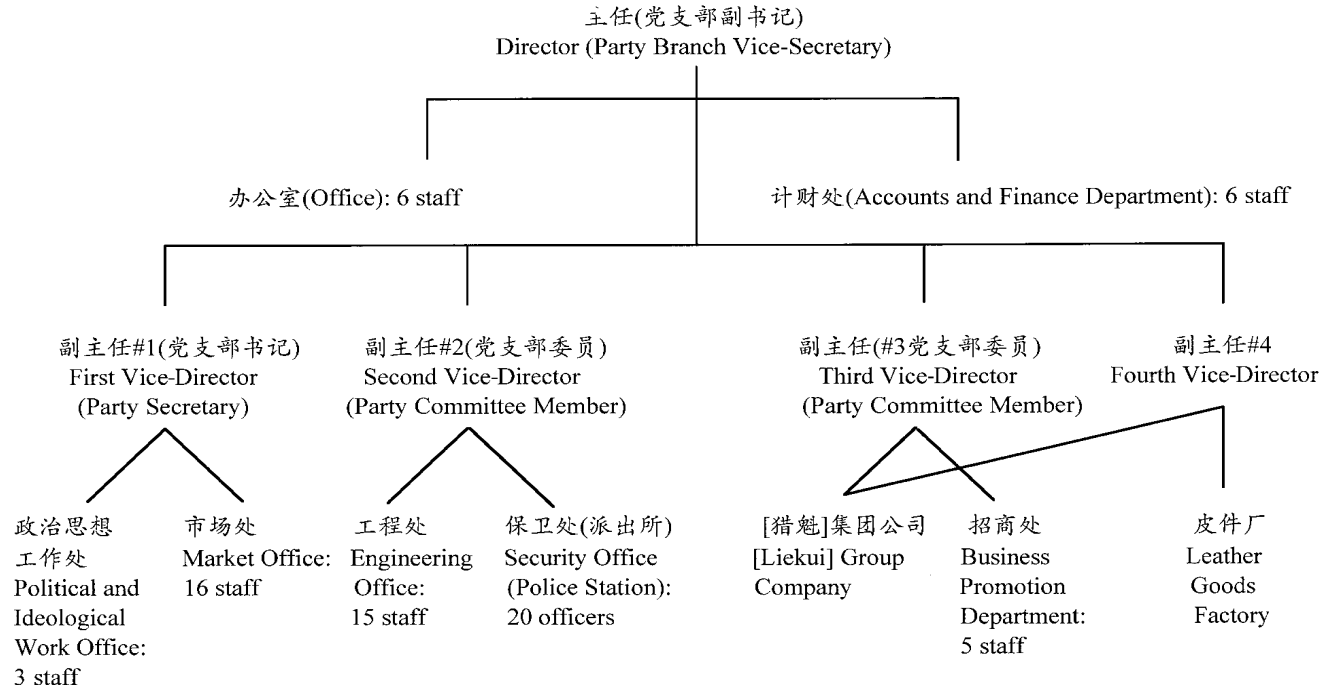 主任(党支部副书记)
Director (Party Branch Vice-Secretary)
办公室(Office): 6 staff
计财处(Accounts and Finance Department): 6 staff
副主任#1(党支部书记)
First Vice-Director
(Party Secretary)
副主任#2(党支部委员)
Second Vice-Director
(Party Committee Member)
副主任(#3党支部委员)
Third Vice-Director
(Party Committee Member)
副主任#4
Fourth Vice-Director
政治思想
工作处
Political and
Ideological
Work Office:
3 staff
市场处
Market Office:
16 staff
工程处
Engineering
Office:
15 staff
保卫处(派出所)
Security Office
(Police Station):
20 officers
[猎魁]集团公司
[Liekui] Group
Company
招商处
Business
Promotion
Department:
5 staff
皮件厂
Leather
Goods
Factory